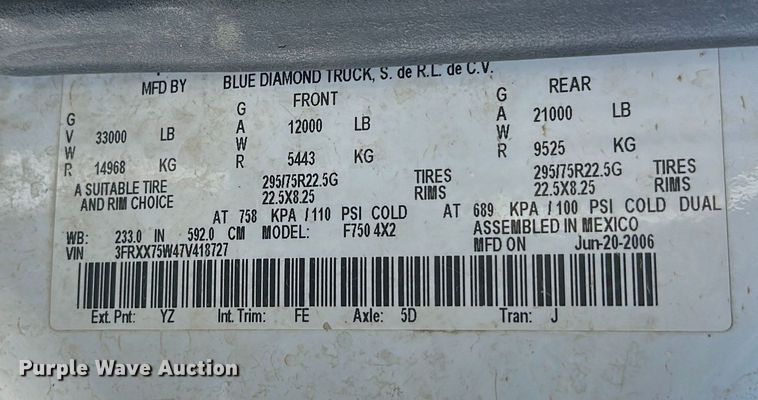 MFD BY BLUE DIAMOND TRUCK, S. de R.L. de C.V.
GVWR 33000 LB 14968 KG
FRONT GAWR 12000 LB 5443 KG
REAR GAWR 21000 LB 9525 KG
A SUITABLE TIRE 295/75R22.5G TIRES 295/75R22.5G TIRES
AND RIM CHOICE 22.5X8.25 RIMS 22.5X8.25 RIMS
AT 758 KPA / 110 PSI COLD AT 689 KPA / 100 PSI COLD DUAL
WB: 233.0 IN 592.0 CM MODEL: F750 4X2 ASSEMBLED IN MEXICO
VIN 3FRXX75W47V418727 MFD ON Jun-20-2006
Ext. Pnt: YZ Int. Trim: FE Axle: 5D Tran: J
Purple Wave Auction